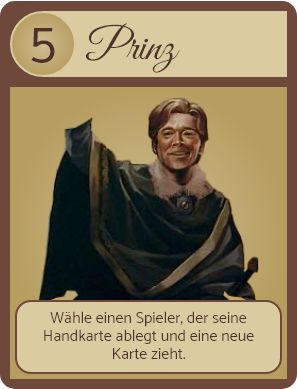 5 Prinz
Wähle einen Spieler, der seine
Handkarte ablegt und eine neue
Karte zieht.